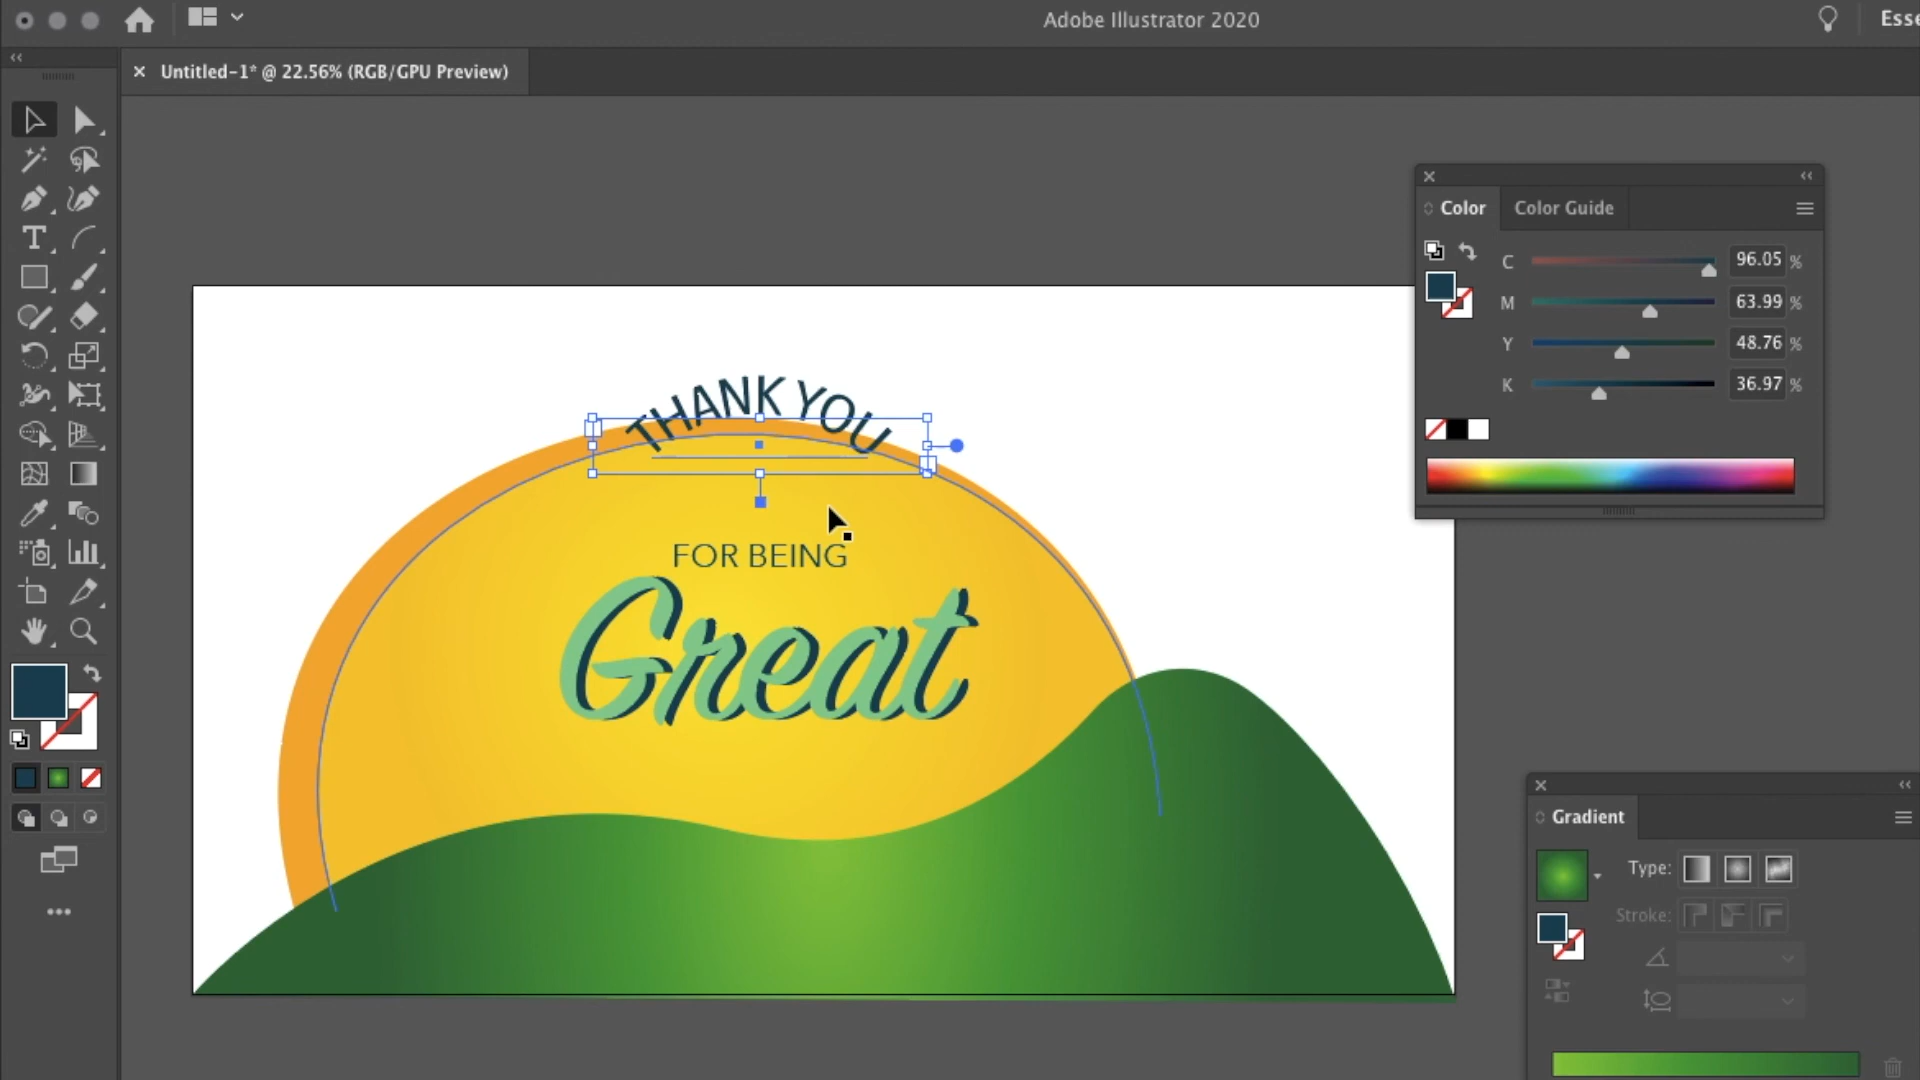 Adobe Illustrator 2020
Esse
Untitled-1* @ 22.56% (RGB/GPU Preview)
Color
Color Guide
C 96.05 %
M 63.99 %
Y 48.76 %
K 36.97 %
THANK YOU
FOR BEING
Great
Gradient
Type:
Stroke: